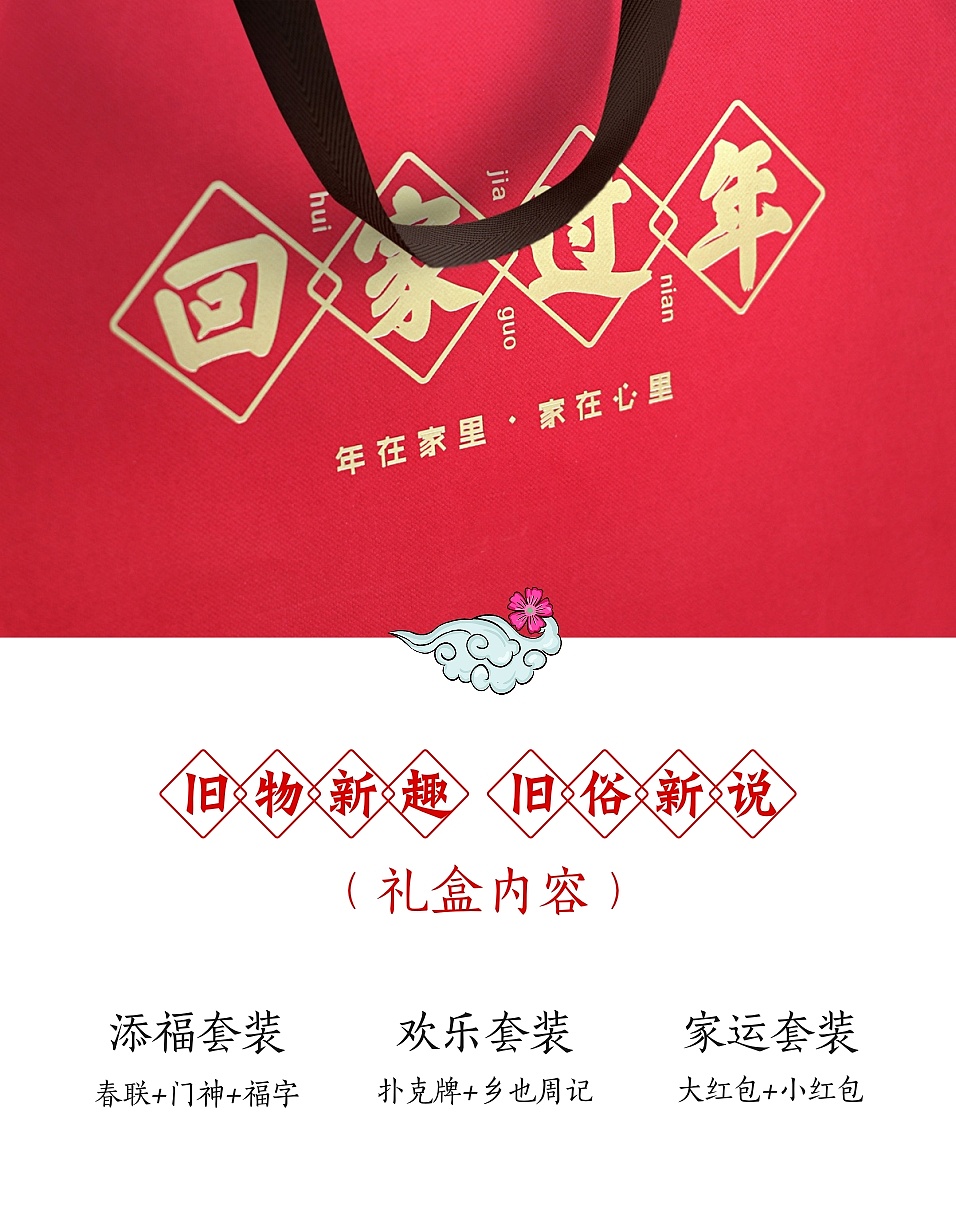 回家过年
hui jia guo nian
年在家里·家在心里
旧物新趣 旧俗新说
（礼盒内容）
添福套装 欢乐套装 家运套装
春联+门神+福字 扑克牌+乡也周记 大红包+小红包